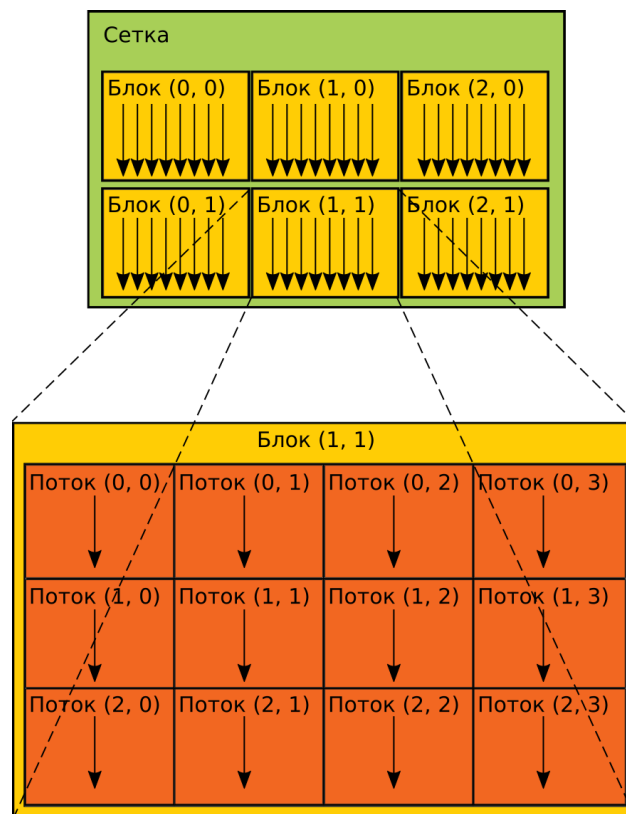 Сетка
Блок (0, 0)
Блок (1, 0)
Блок (2, 0)
Блок (0, 1)
Блок (1, 1)
Блок (2, 1)
Блок (1, 1)
Поток (0, 0)
Поток (0, 1)
Поток (0, 2)
Поток (0, 3)
Поток (1, 0)
Поток (1, 1)
Поток (1, 2)
Поток (1, 3)
Поток (2, 0)
Поток (2, 1)
Поток (2, 2)
Поток (2, 3)